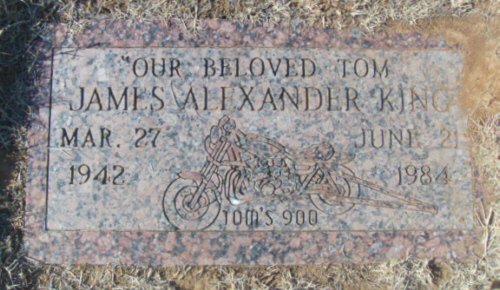 "OUR BELOVED TOM
JAMES ALEXANDER KING
MAR. 27 JUNE 21
1942 1984
TOM'S 900